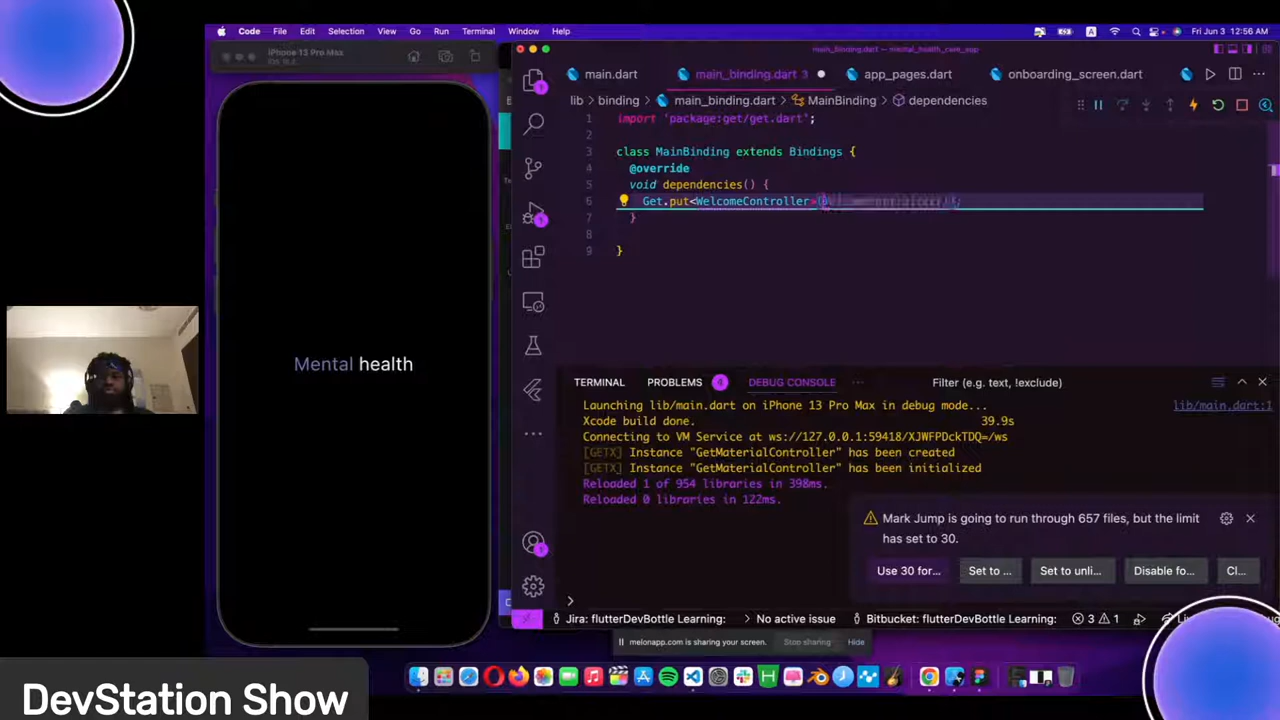 Code File Edit Selection View Go Run Terminal Window Help
Fri Jun 3 12:56 AM
iPhone 13 Pro Max
Mental health
main.dart
main_binding.dart 3
app_pages.dart
onboarding_screen.dart
lib > binding > main_binding.dart > MainBinding > dependencies
1 import 'package:get/get.dart';
2
3 class MainBinding extends Bindings {
4 @override
5 void dependencies() {
6 Get.put<WelcomeController>(
7 }
8
9 }
TERMINAL PROBLEMS 4 DEBUG CONSOLE ... Filter (e.g. text, !exclude)
Launching lib/main.dart on iPhone 13 Pro Max in debug mode... lib/main.dart:1
Xcode build done. 39.9s
Connecting to VM Service at ws://127.0.0.1:59418/XJWFPDckTDQ=/ws
[GETX] Instance "GetMaterialController" has been created
[GETX] Instance "GetMaterialController" has been initialized
Reloaded 1 of 954 libraries in 398ms.
Reloaded 0 libraries in 122ms.
Mark Jump is going to run through 657 files, but the limit
has set to 30.
Use 30 for... Set to ... Set to unli... Disable fo... Cl...
Jira: flutterDevBottle Learning: No active issue Bitbucket: flutterDevBottle Learning: 3 1
melonapp.com is sharing your screen. Stop sharing Hide
DevStation Show